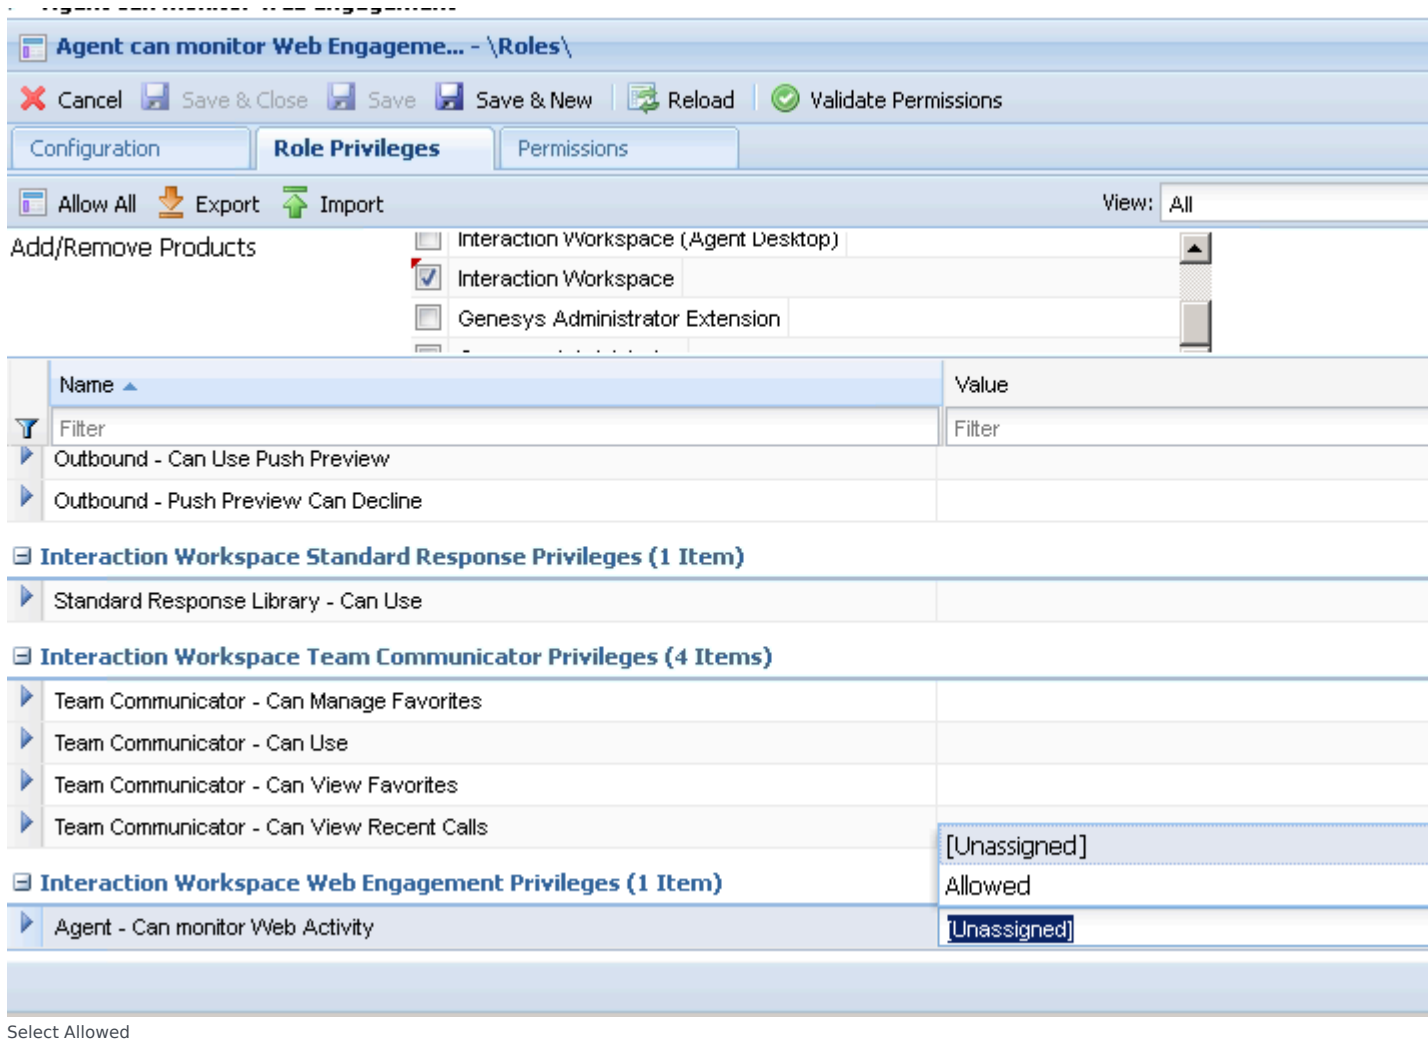 Agent can monitor Web Engagement
Agent can monitor Web Engageme... - \Roles\
Cancel Save & Close Save Save & New Reload Validate Permissions
Configuration Role Privileges Permissions
Allow All Export Import View: All
Add/Remove Products
Interaction Workspace (Agent Desktop)
Interaction Workspace
Genesys Administrator Extension
Name Value
Filter Filter
Outbound - Can Use Push Preview
Outbound - Push Preview Can Decline
Interaction Workspace Standard Response Privileges (1 Item)
Standard Response Library - Can Use
Interaction Workspace Team Communicator Privileges (4 Items)
Team Communicator - Can Manage Favorites
Team Communicator - Can Use
Team Communicator - Can View Favorites
Team Communicator - Can View Recent Calls
[Unassigned]
Allowed
Interaction Workspace Web Engagement Privileges (1 Item)
Agent - Can monitor Web Activity [Unassigned]
Select Allowed